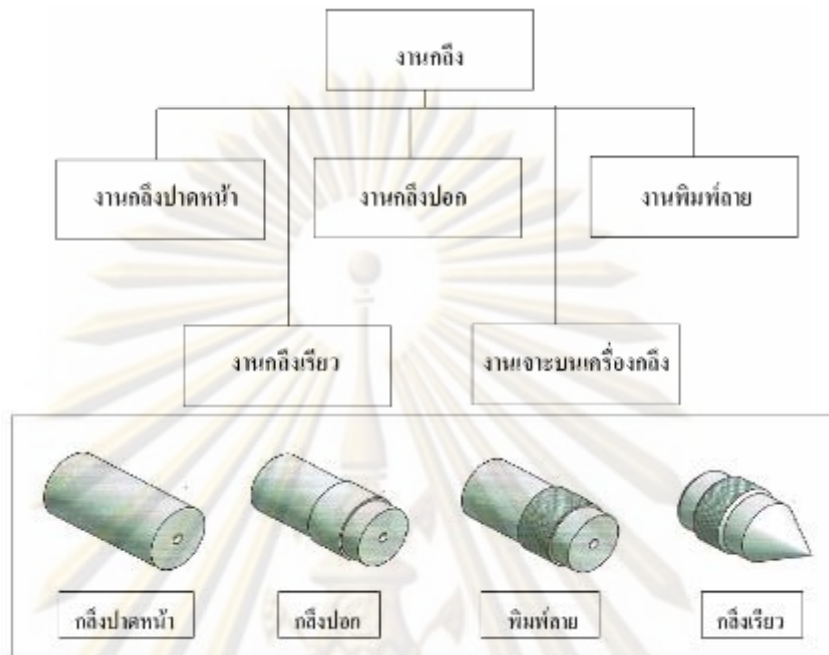 งานกลึง
งานกลึงปาดหน้า
งานกลึงปอก
งานพิมพ์ลาย
งานกลึงเรียว
งานเจาะบนเครื่องกลึง
กลึงปาดหน้า
กลึงปอก
พิมพ์ลาย
กลึงเรียว